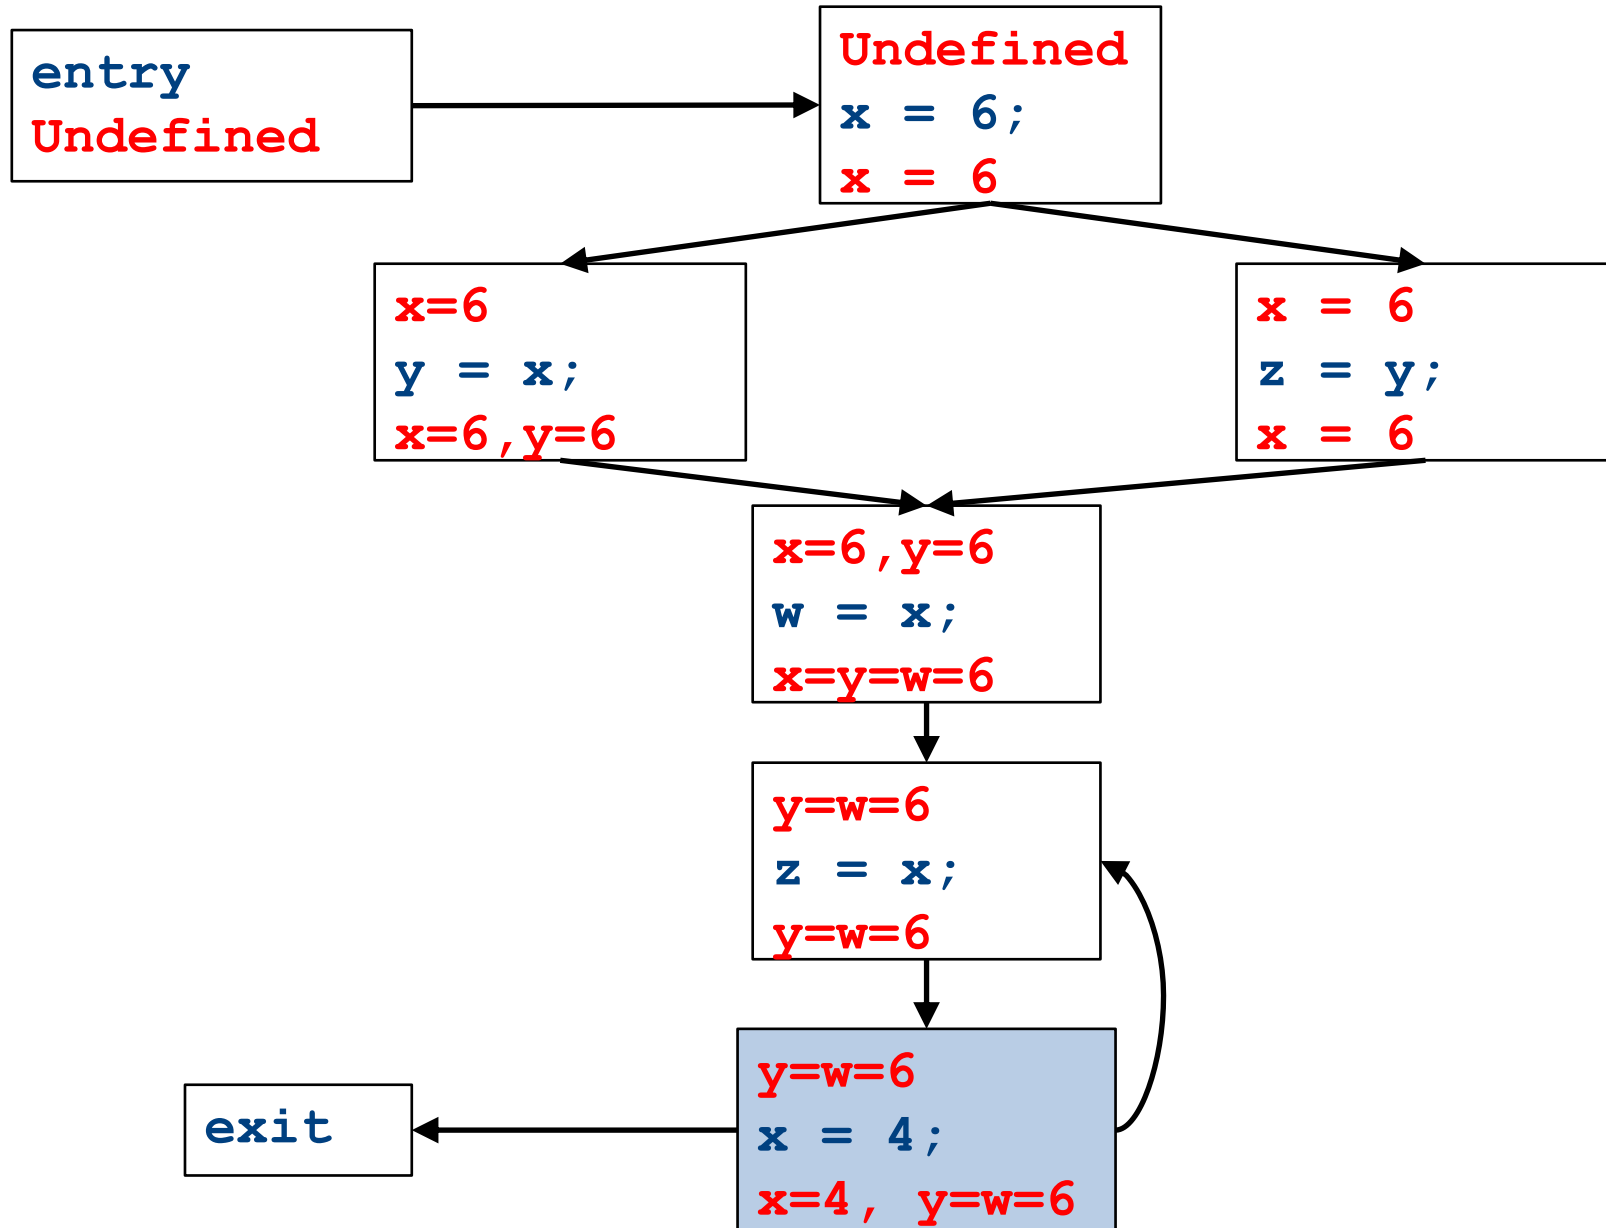 entry
Undefined
Undefined
x = 6;
x = 6
x=6
y = x;
x=6,y=6
x = 6
z = y;
x = 6
x=6,y=6
w = x;
x=y=w=6
y=w=6
z = x;
y=w=6
y=w=6
x = 4;
x=4, y=w=6
exit